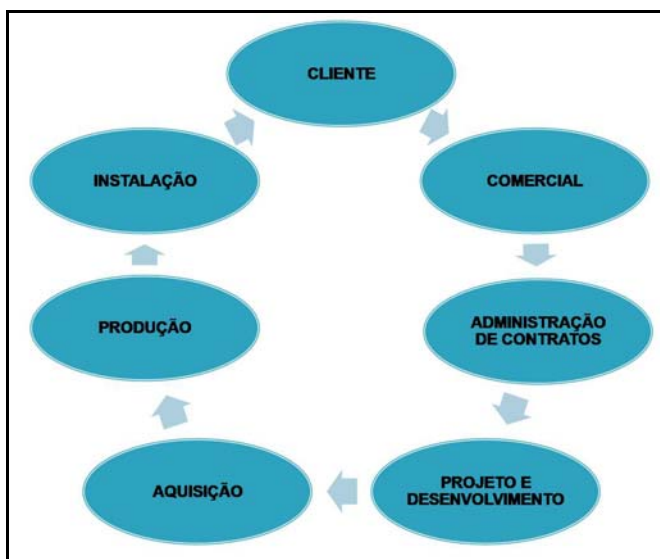 CLIENTE
COMERCIAL
ADMINISTRAÇÃO
DE CONTRATOS
PROJETO E
DESENVOLVIMENTO
AQUISIÇÃO
PRODUÇÃO
INSTALAÇÃO